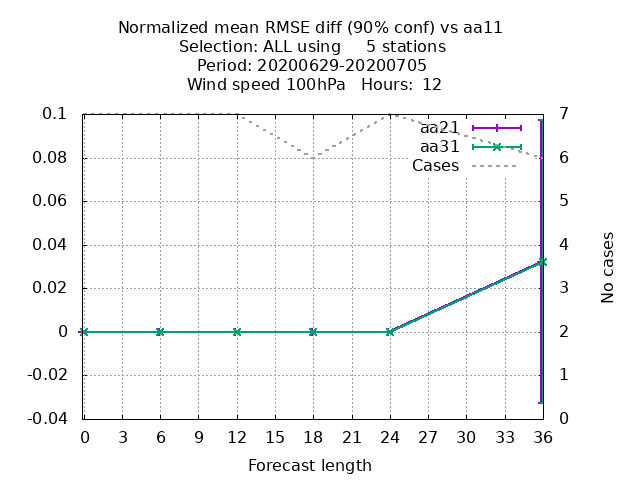 Normalized mean RMSE diff (90% conf) vs aa11
Selection: ALL using     5 stations
Period: 20200629-20200705
Wind speed 100hPa   Hours:  12
0.1
0.08
0.06
0.04
0.02
0
-0.02
-0.04
7
6
5
4
3
2
1
0
aa21
aa31
Cases
No cases
0 3 6 9 12 15 18 21 24 27 30 33 36
Forecast length